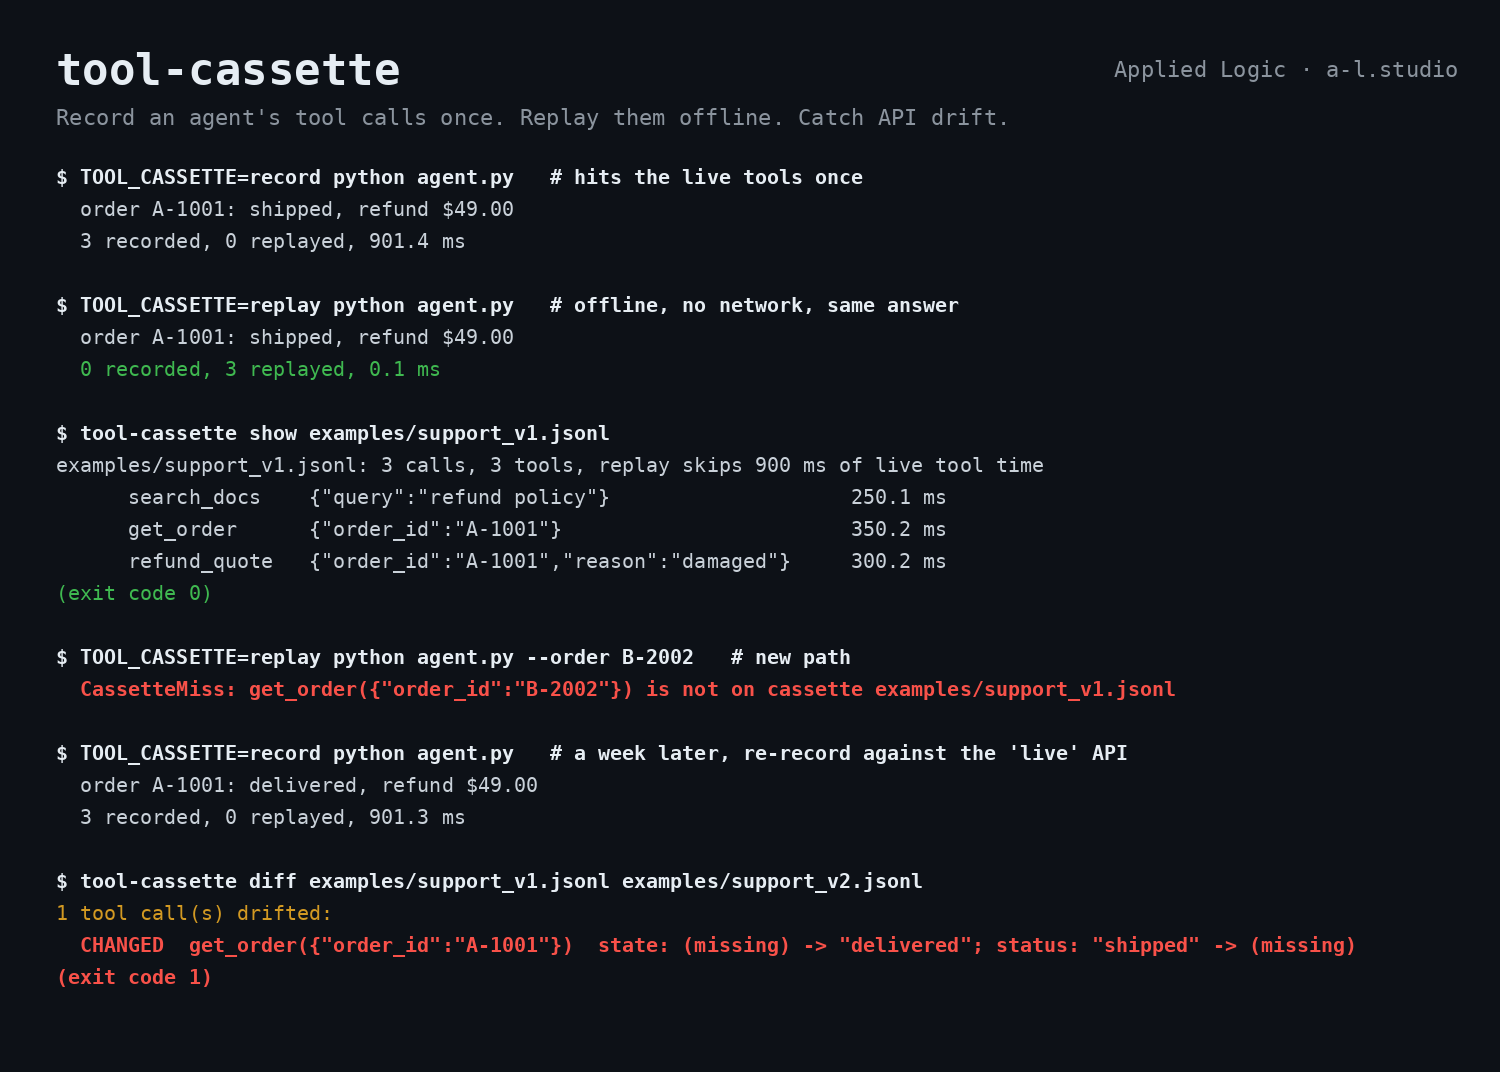 tool-cassette
Applied Logic · a-l.studio
Record an agent's tool calls once. Replay them offline. Catch API drift.
$ TOOL_CASSETTE=record python agent.py   # hits the live tools once
  order A-1001: shipped, refund $49.00
  3 recorded, 0 replayed, 901.4 ms
$ TOOL_CASSETTE=replay python agent.py   # offline, no network, same answer
  order A-1001: shipped, refund $49.00
  0 recorded, 3 replayed, 0.1 ms
$ tool-cassette show examples/support_v1.jsonl
examples/support_v1.jsonl: 3 calls, 3 tools, replay skips 900 ms of live tool time
      search_docs    {"query":"refund policy"}                    250.1 ms
      get_order      {"order_id":"A-1001"}                        350.2 ms
      refund_quote   {"order_id":"A-1001","reason":"damaged"}     300.2 ms
(exit code 0)
$ TOOL_CASSETTE=replay python agent.py --order B-2002   # new path
  CassetteMiss: get_order({"order_id":"B-2002"}) is not on cassette examples/support_v1.jsonl
$ TOOL_CASSETTE=record python agent.py   # a week later, re-record against the 'live' API
  order A-1001: delivered, refund $49.00
  3 recorded, 0 replayed, 901.3 ms
$ tool-cassette diff examples/support_v1.jsonl examples/support_v2.jsonl
1 tool call(s) drifted:
  CHANGED  get_order({"order_id":"A-1001"})  state: (missing) -> "delivered"; status: "shipped" -> (missing)
(exit code 1)